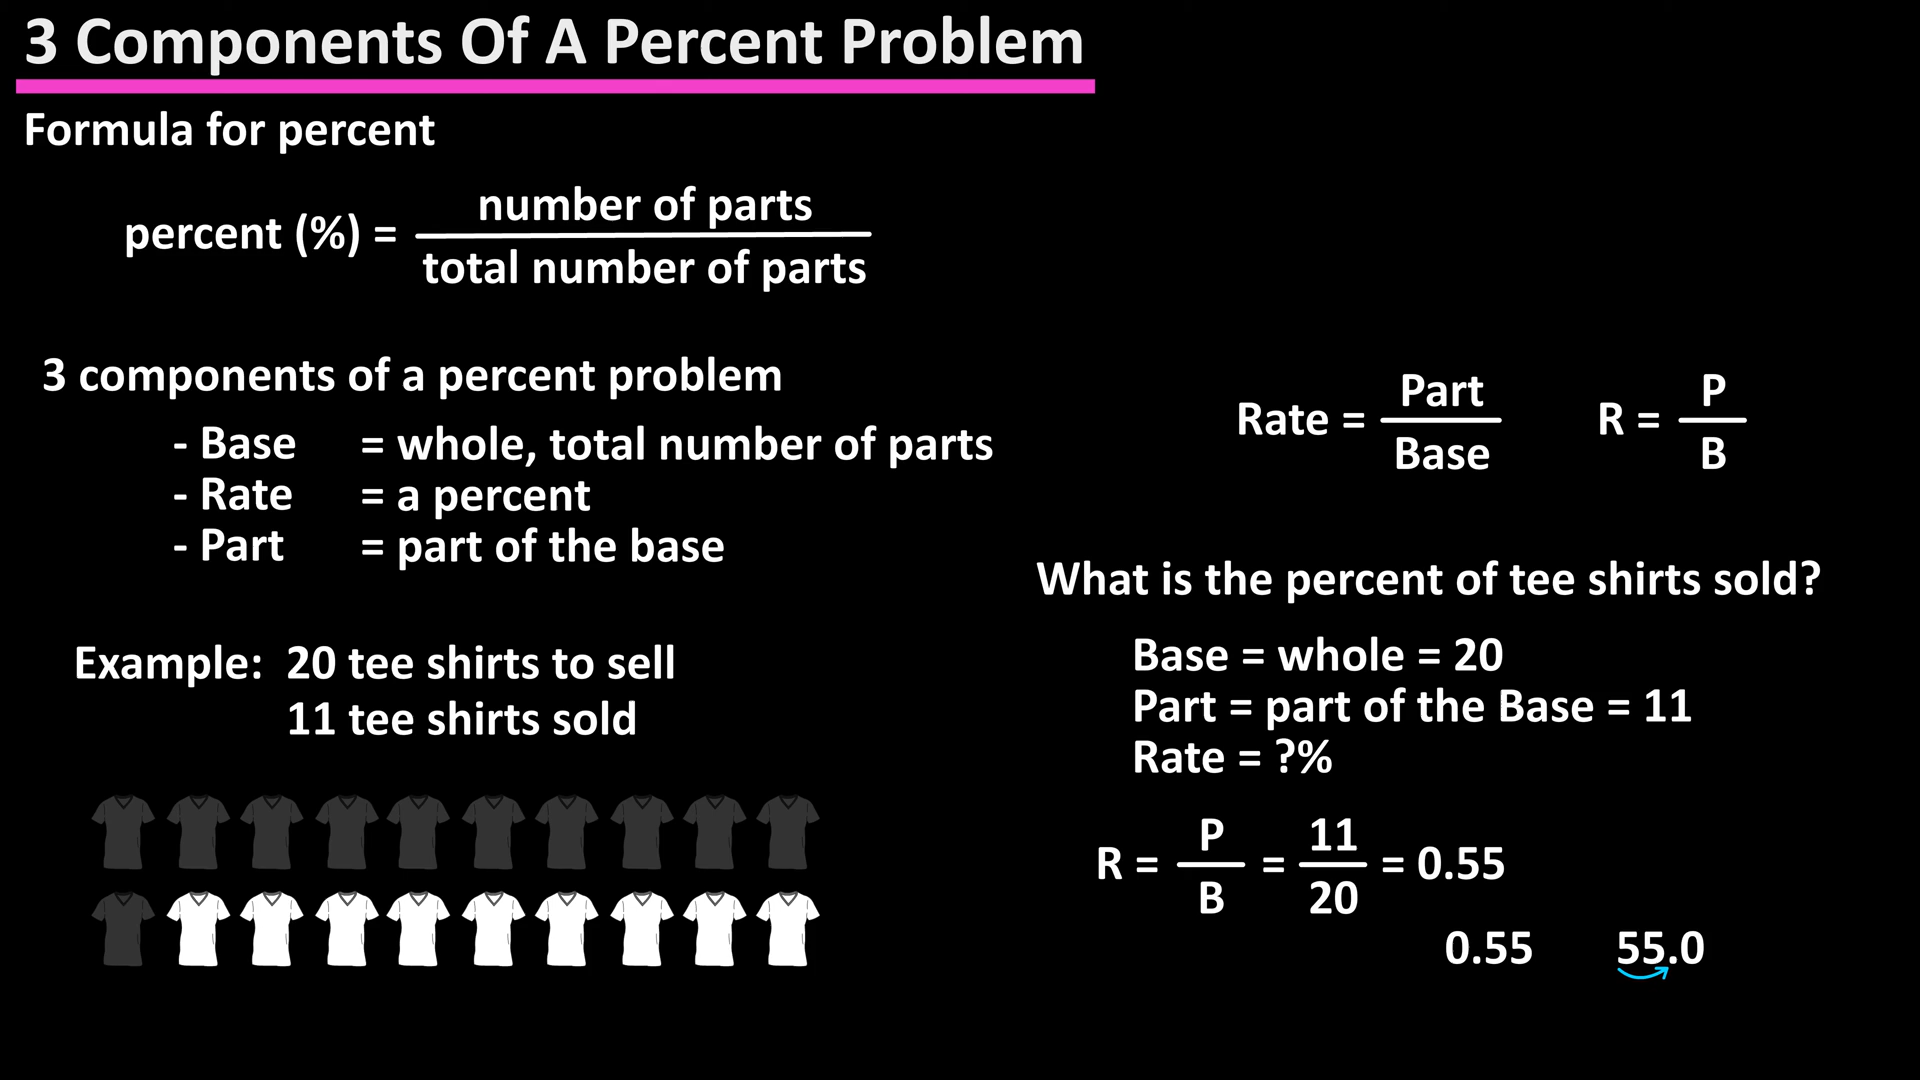 3 Components Of A Percent Problem
Formula for percent
percent (%) = number of parts
total number of parts
3 components of a percent problem
- Base = whole, total number of parts
- Rate = a percent
- Part = part of the base
Example: 20 tee shirts to sell
11 tee shirts sold
Rate = Part
Base
R = P
B
What is the percent of tee shirts sold?
Base = whole = 20
Part = part of the Base = 11
Rate = ?%
R = P = 11 = 0.55
B 20
0.55 55.0